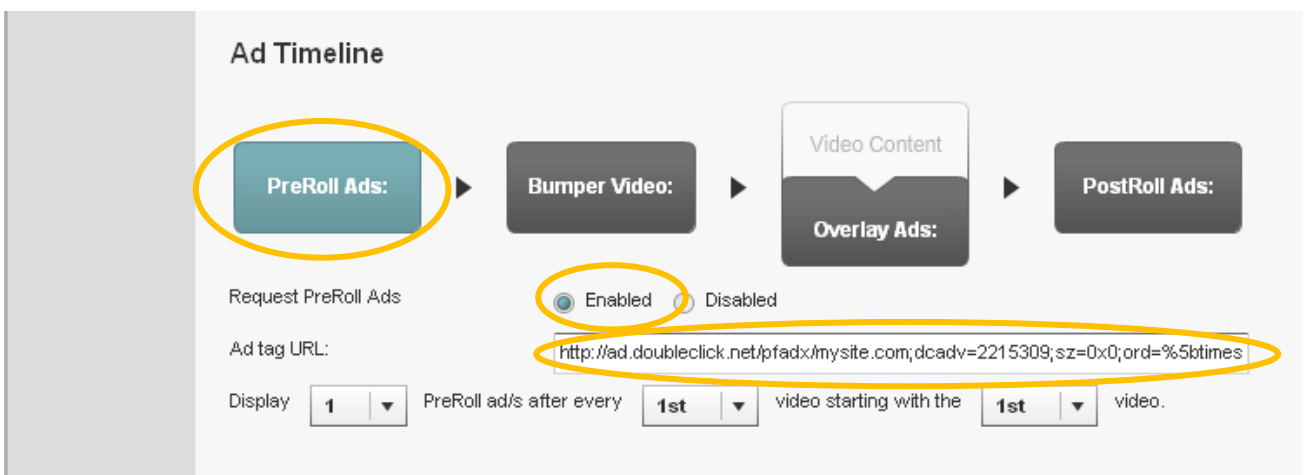 Ad Timeline
Video Content
PreRoll Ads:
Bumper Video:
PostRoll Ads:
Overlay Ads:
Request PreRoll Ads Enabled Disabled
Ad tag URL: http://ad.doubleclick.net/pfadx/mysite.com;dcadv=2215309;sz=0x0;ord=%5btimes
Display 1 PreRoll ad/s after every 1st video starting with the 1st video.